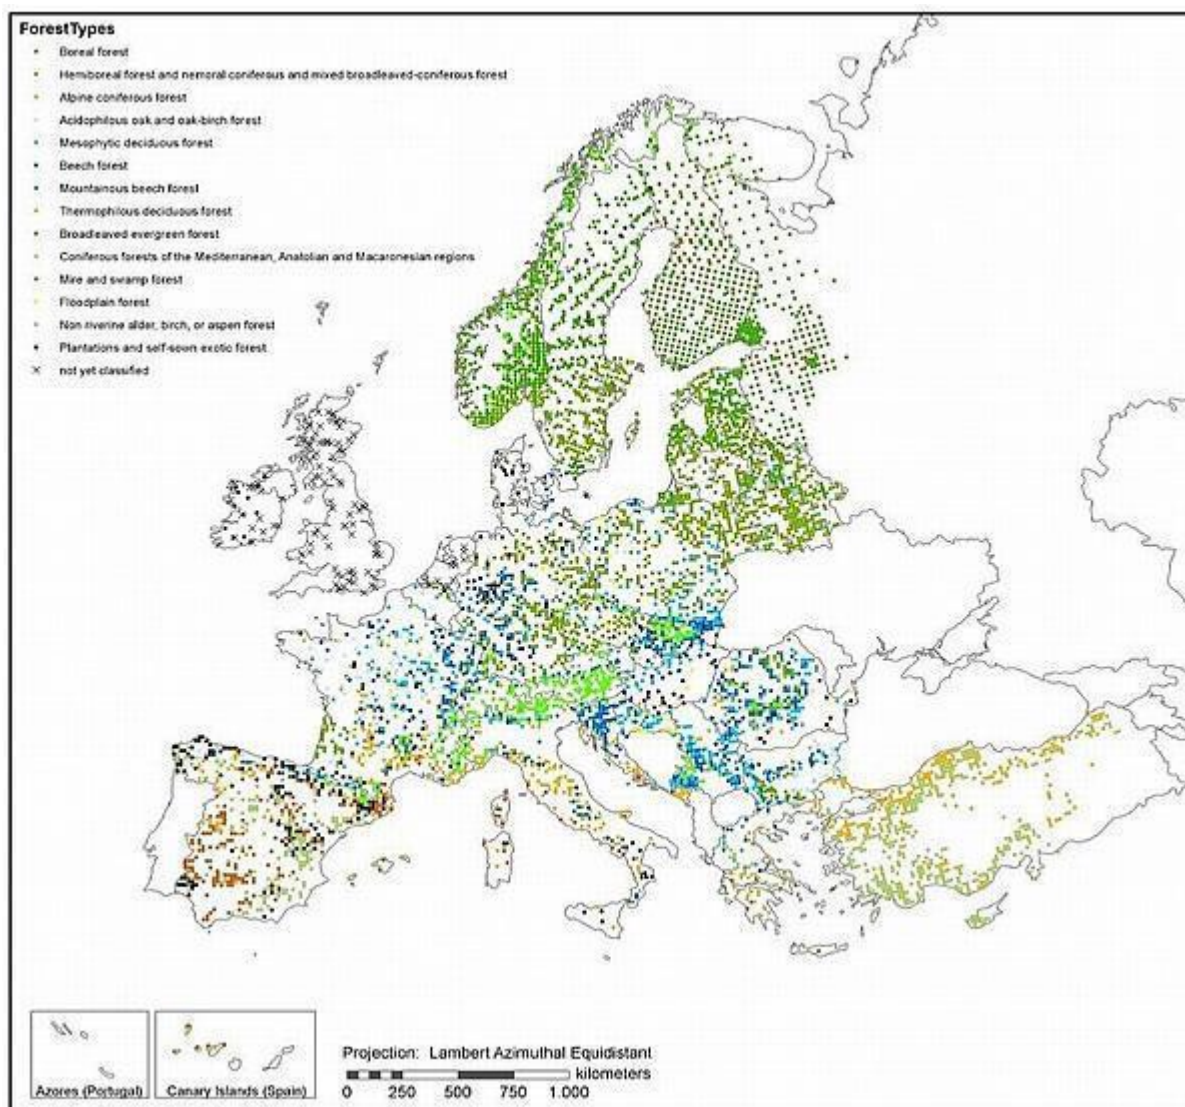 ForestTypes
Boreal forest
Hemiboreal forest and nemoral coniferous and mixed broadleaved-coniferous forest
Alpine coniferous forest
Acidophilous oak and oak-birch forest
Mesophytic deciduous forest
Beech forest
Mountainous beech forest
Thermophilous deciduous forest
Broadleaved evergreen forest
Coniferous forests of the Mediterranean, Anatolian and Macaronesian regions
Mire and swamp forest
Floodplain forest
Non riverine alder, birch, or aspen forest
Plantations and self-sown exotic forest
not yet classified
Azores (Portugal)
Canary Islands (Spain)
Projection: Lambert Azimuthal Equidistant
kilometers
0 250 500 750 1.000